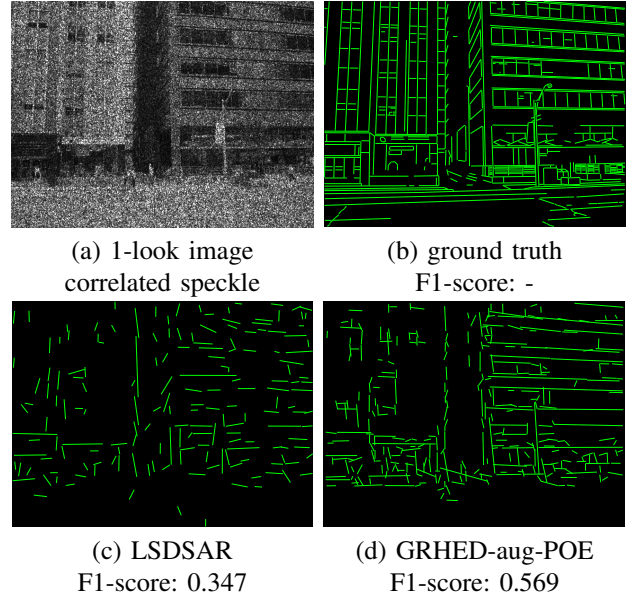 (a) 1-look image
correlated speckle
(b) ground truth
F1-score: -
(c) LSDSAR
F1-score: 0.347
(d) GRHED-aug-POE
F1-score: 0.569